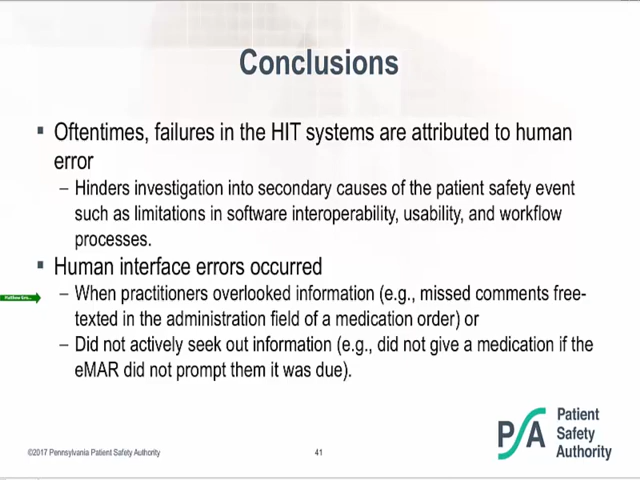 Conclusions
▪ Oftentimes, failures in the HIT systems are attributed to human
error
– Hinders investigation into secondary causes of the patient safety event
such as limitations in software interoperability, usability, and workflow
processes.
▪ Human interface errors occurred
– When practitioners overlooked information (e.g., missed comments free-
texted in the administration field of a medication order) or
– Did not actively seek out information (e.g., did not give a medication if the
eMAR did not prompt them it was due).
PSA
Patient
Safety
Authority
©2017 Pennsylvania Patient Safety Authority
41